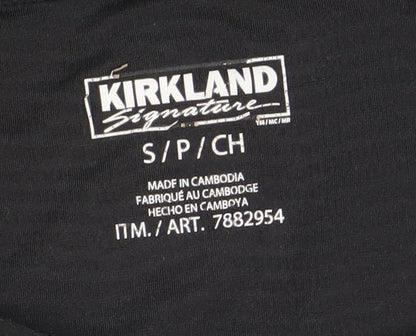 KIRKLAND
Signature
TM/MC/MR
S / P / CH
MADE IN CAMBODIA
FABRIQUÉ AU CAMBODGE
HECHO EN CAMBOYA
ITM. / ART. 7882954